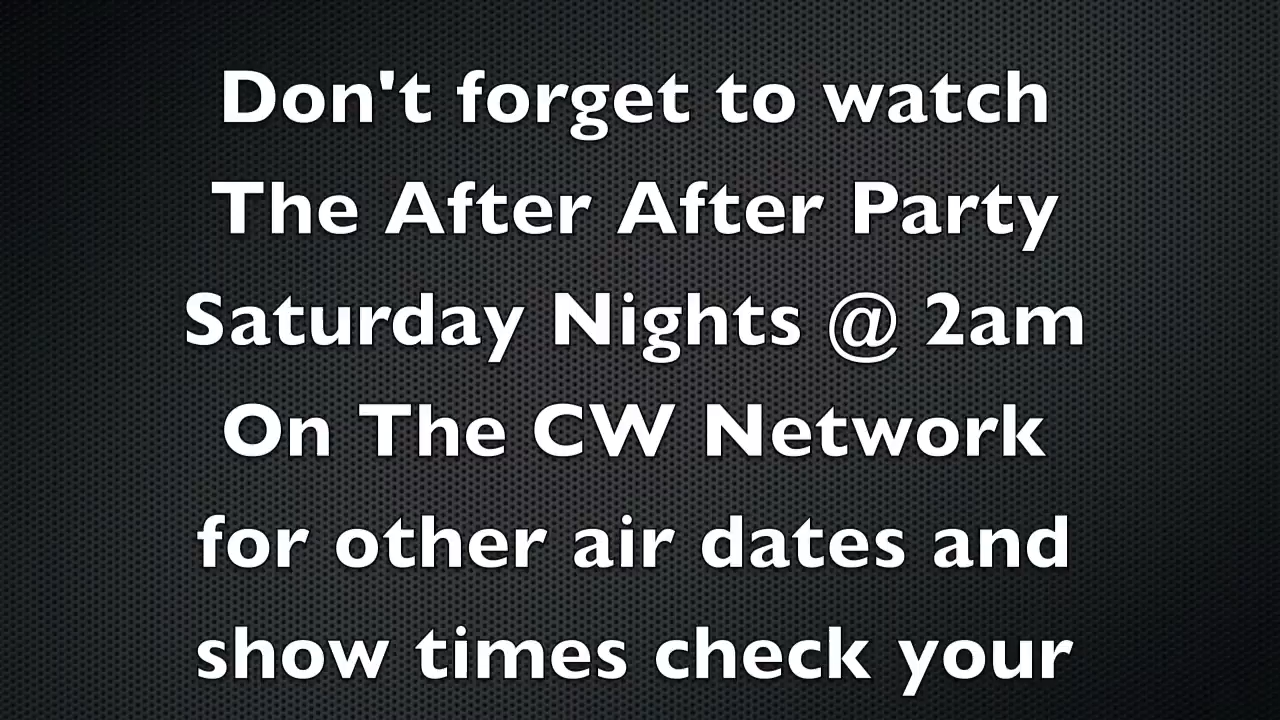 Don't forget to watch
The After After Party
Saturday Nights @ 2am
On The CW Network
for other air dates and
show times check your